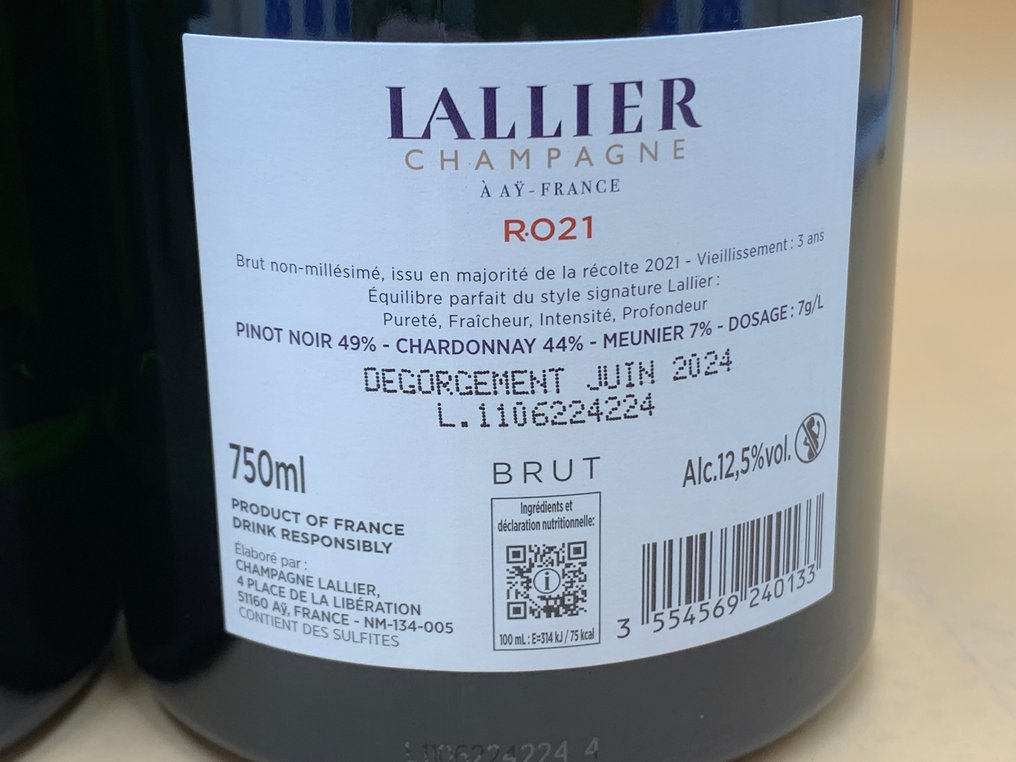 LALLIER
CHAMPAGNE
À AŸ-FRANCE
R·O21
Brut non-millésimé, issu en majorité de la récolte 2021 - Vieillissement : 3 ans
Équilibre parfait du style signature Lallier :
Pureté, Fraîcheur, Intensité, Profondeur
PINOT NOIR 49% - CHARDONNAY 44% - MEUNIER 7% - DOSAGE : 7g/L
DEGORGEMENT JUIN 2024
L.1106224224
750ml
BRUT
Alc.12,5%vol.
PRODUCT OF FRANCE
DRINK RESPONSIBLY
Élaboré par :
CHAMPAGNE LALLIER,
4 PLACE DE LA LIBÉRATION
51160 AŸ, FRANCE - NM-134-005
CONTIENT DES SULFITES
Ingrédients et
déclaration nutritionnelle:
100 mL : E=314 kJ / 75 kcal
3 554569 240133
L1106224224 4